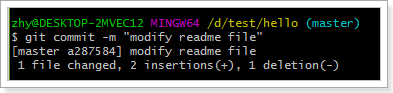 zhy@DESKTOP-2MVEC12 MINGW64 /d/test/hello (master)
$ git commit -m "modify readme file"
[master a287584] modify readme file
 1 file changed, 2 insertions(+), 1 deletion(-)